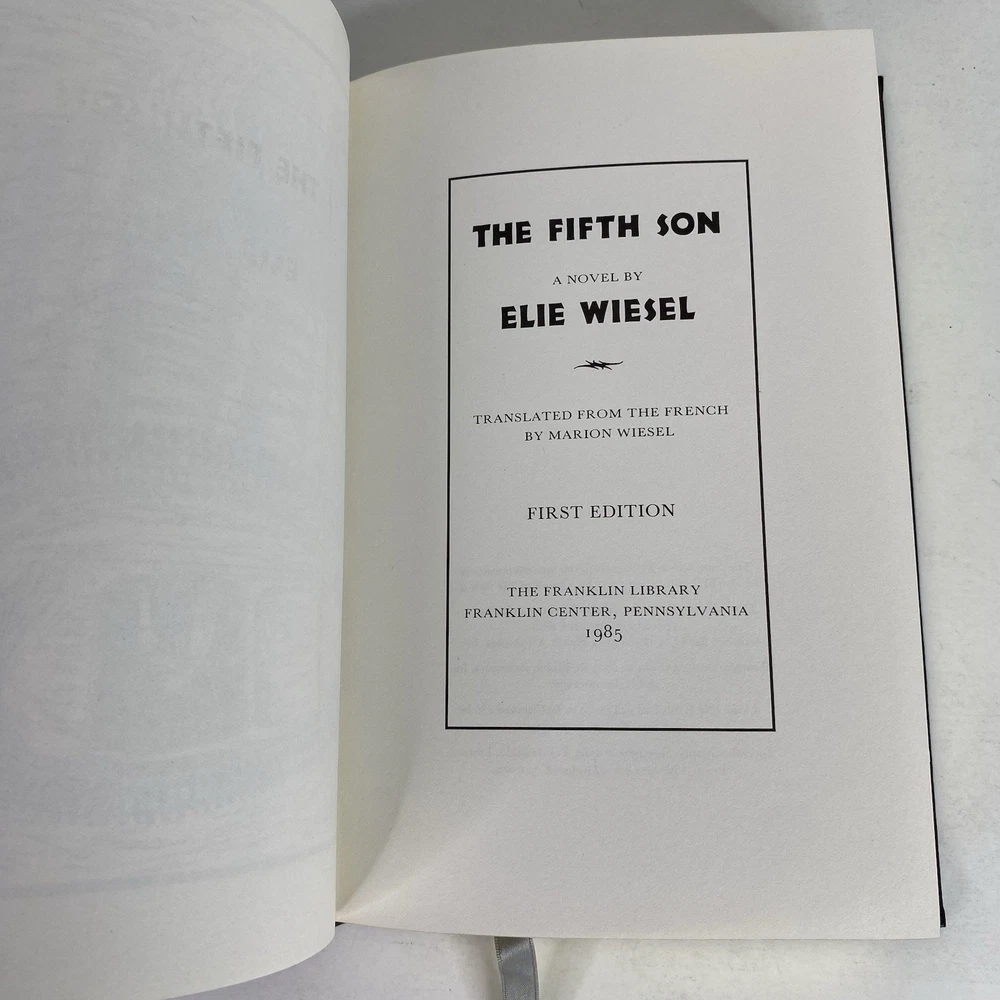 THE FIFTH SON
A NOVEL BY
ELIE WIESEL
TRANSLATED FROM THE FRENCH
BY MARION WIESEL
FIRST EDITION
THE FRANKLIN LIBRARY
FRANKLIN CENTER, PENNSYLVANIA
1985